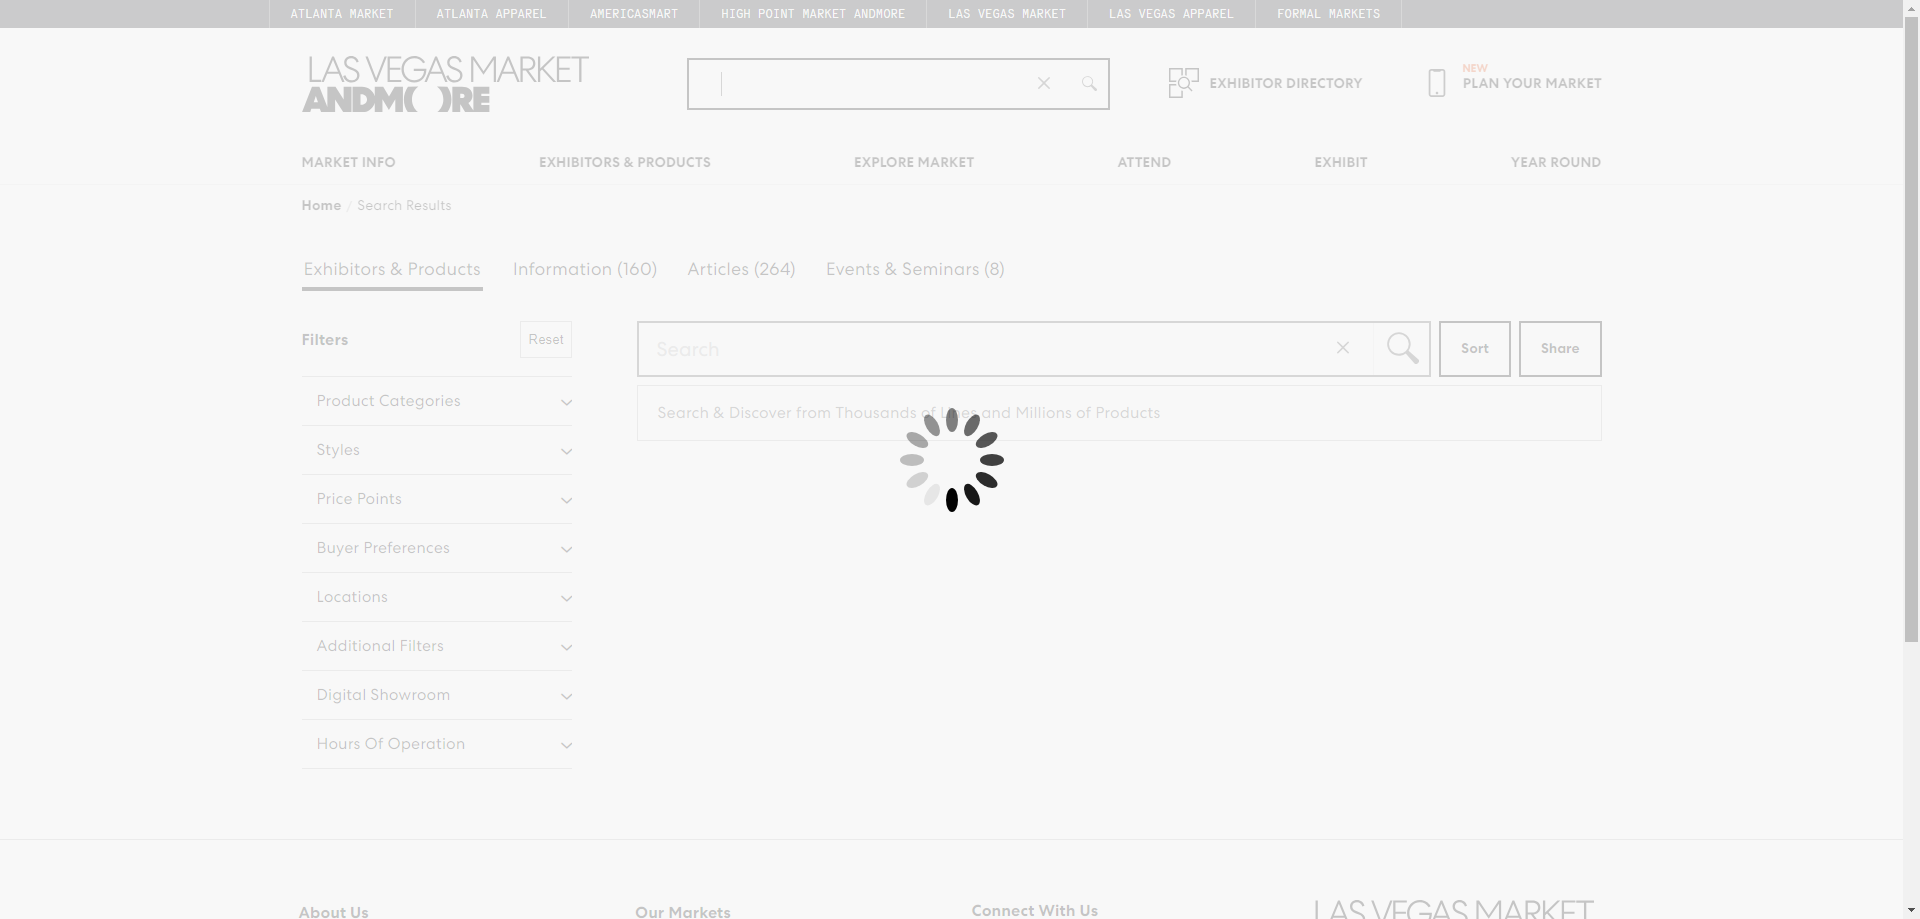 ATLANTA MARKET
ATLANTA APPAREL
AMERICASMART
HIGH POINT MARKET ANDMORE
LAS VEGAS MARKET
LAS VEGAS APPAREL
FORMAL MARKETS
LAS VEGAS MARKET
ANDMORE
EXHIBITOR DIRECTORY
NEW
PLAN YOUR MARKET
MARKET INFO
EXHIBITORS & PRODUCTS
EXPLORE MARKET
ATTEND
EXHIBIT
YEAR ROUND
Home / Search Results
Exhibitors & Products
Information (160)
Articles (264)
Events & Seminars (8)
Filters
Reset
Search
Sort
Share
Search & Discover from Thousands of Lines and Millions of Products
Product Categories
Styles
Price Points
Buyer Preferences
Locations
Additional Filters
Digital Showroom
Hours Of Operation
About Us
Our Markets
Connect With Us
LAS VEGAS MARKET